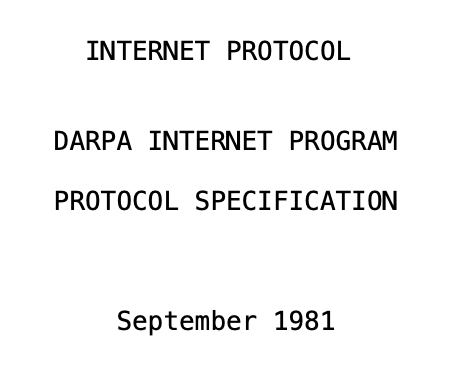 INTERNET PROTOCOL
DARPA INTERNET PROGRAM
PROTOCOL SPECIFICATION
September 1981